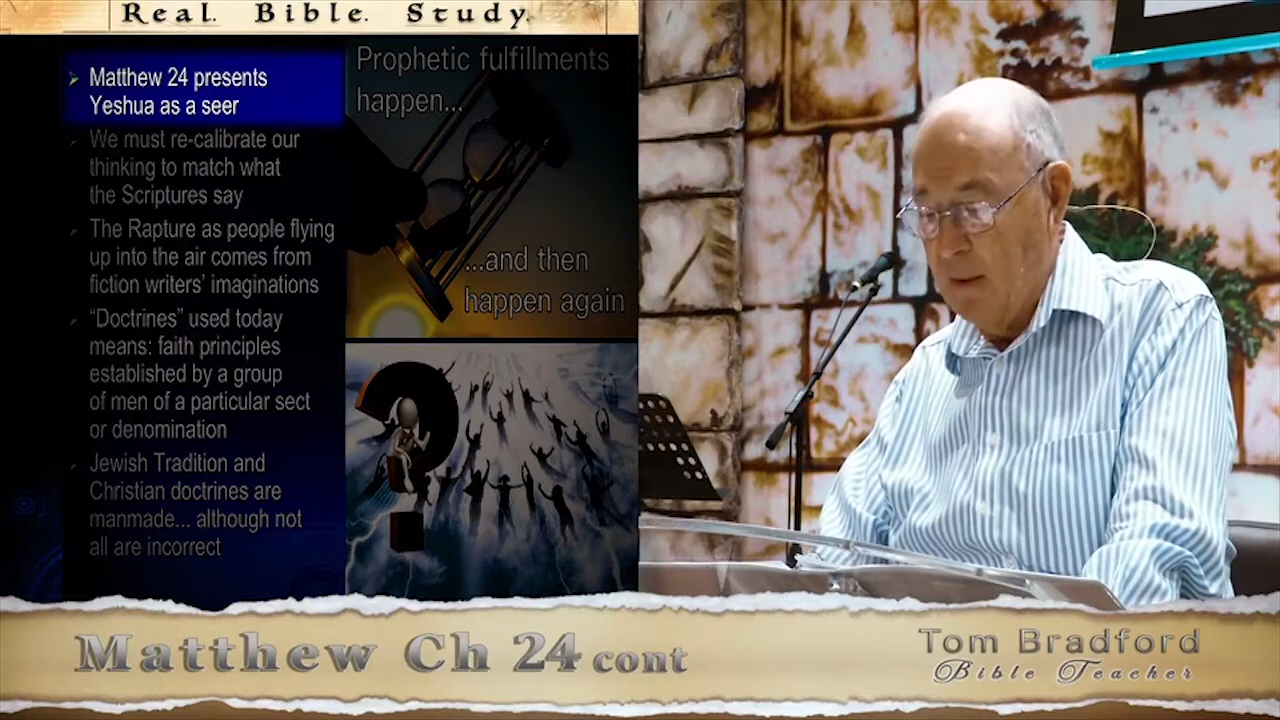 Real. Bible. Study.
Matthew 24 presents
Yeshua as a seer
We must re-calibrate our
thinking to match what
the Scriptures say
The Rapture as people flying
up into the air comes from
fiction writers' imaginations
“Doctrines” used today
means: faith principles
established by a group
of men of a particular sect
or denomination
Jewish Tradition and
Christian doctrines are
manmade... although not
all are incorrect
Prophetic fulfillments
happen...
...and then
happen again
Matthew Ch 24 cont
Tom Bradford
Bible Teacher